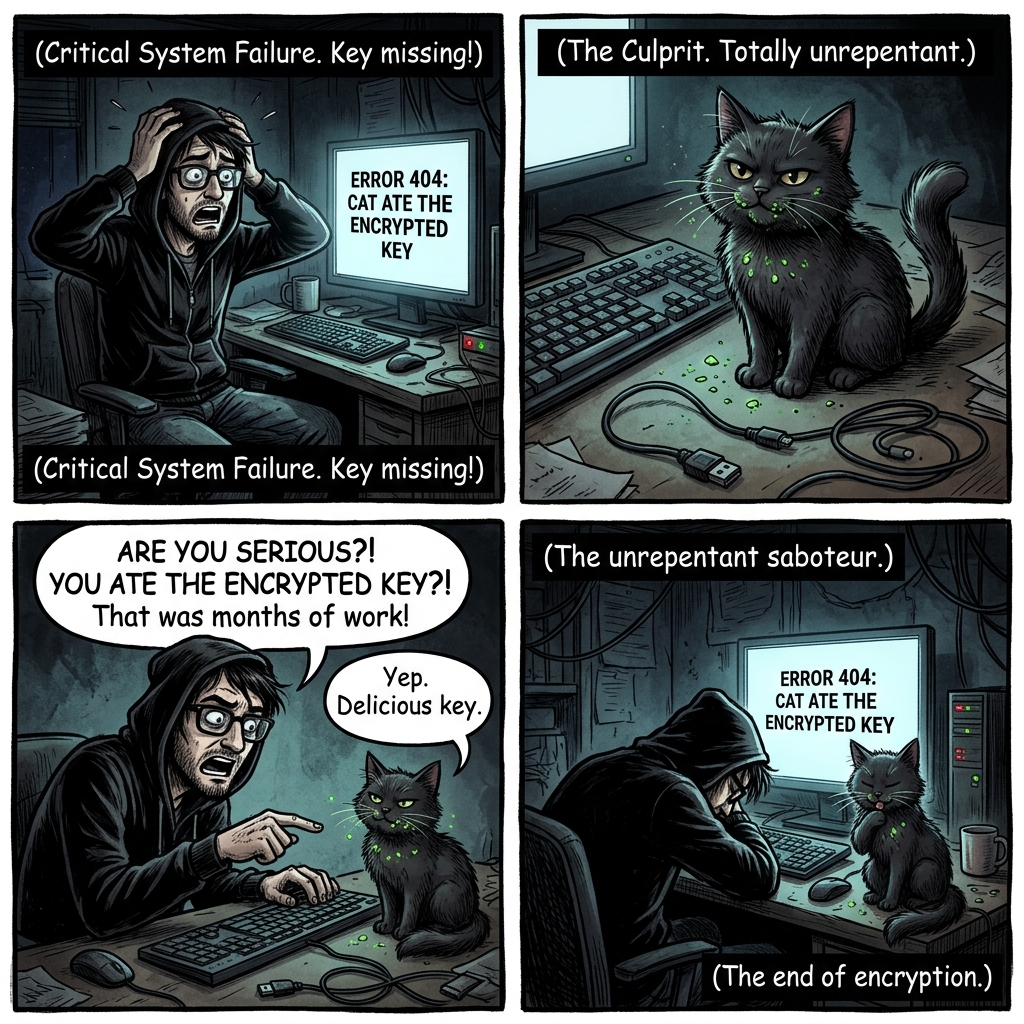 (Critical System Failure. Key missing!)
ERROR 404:
CAT ATE THE
ENCRYPTED
KEY
(Critical System Failure. Key missing!)
(The Culprit. Totally unrepentant.)
ARE YOU SERIOUS?!
YOU ATE THE ENCRYPTED KEY?!
That was months of work!
Yep.
Delicious key.
(The unrepentant saboteur.)
ERROR 404:
CAT ATE THE
ENCRYPTED KEY
(The end of encryption.)